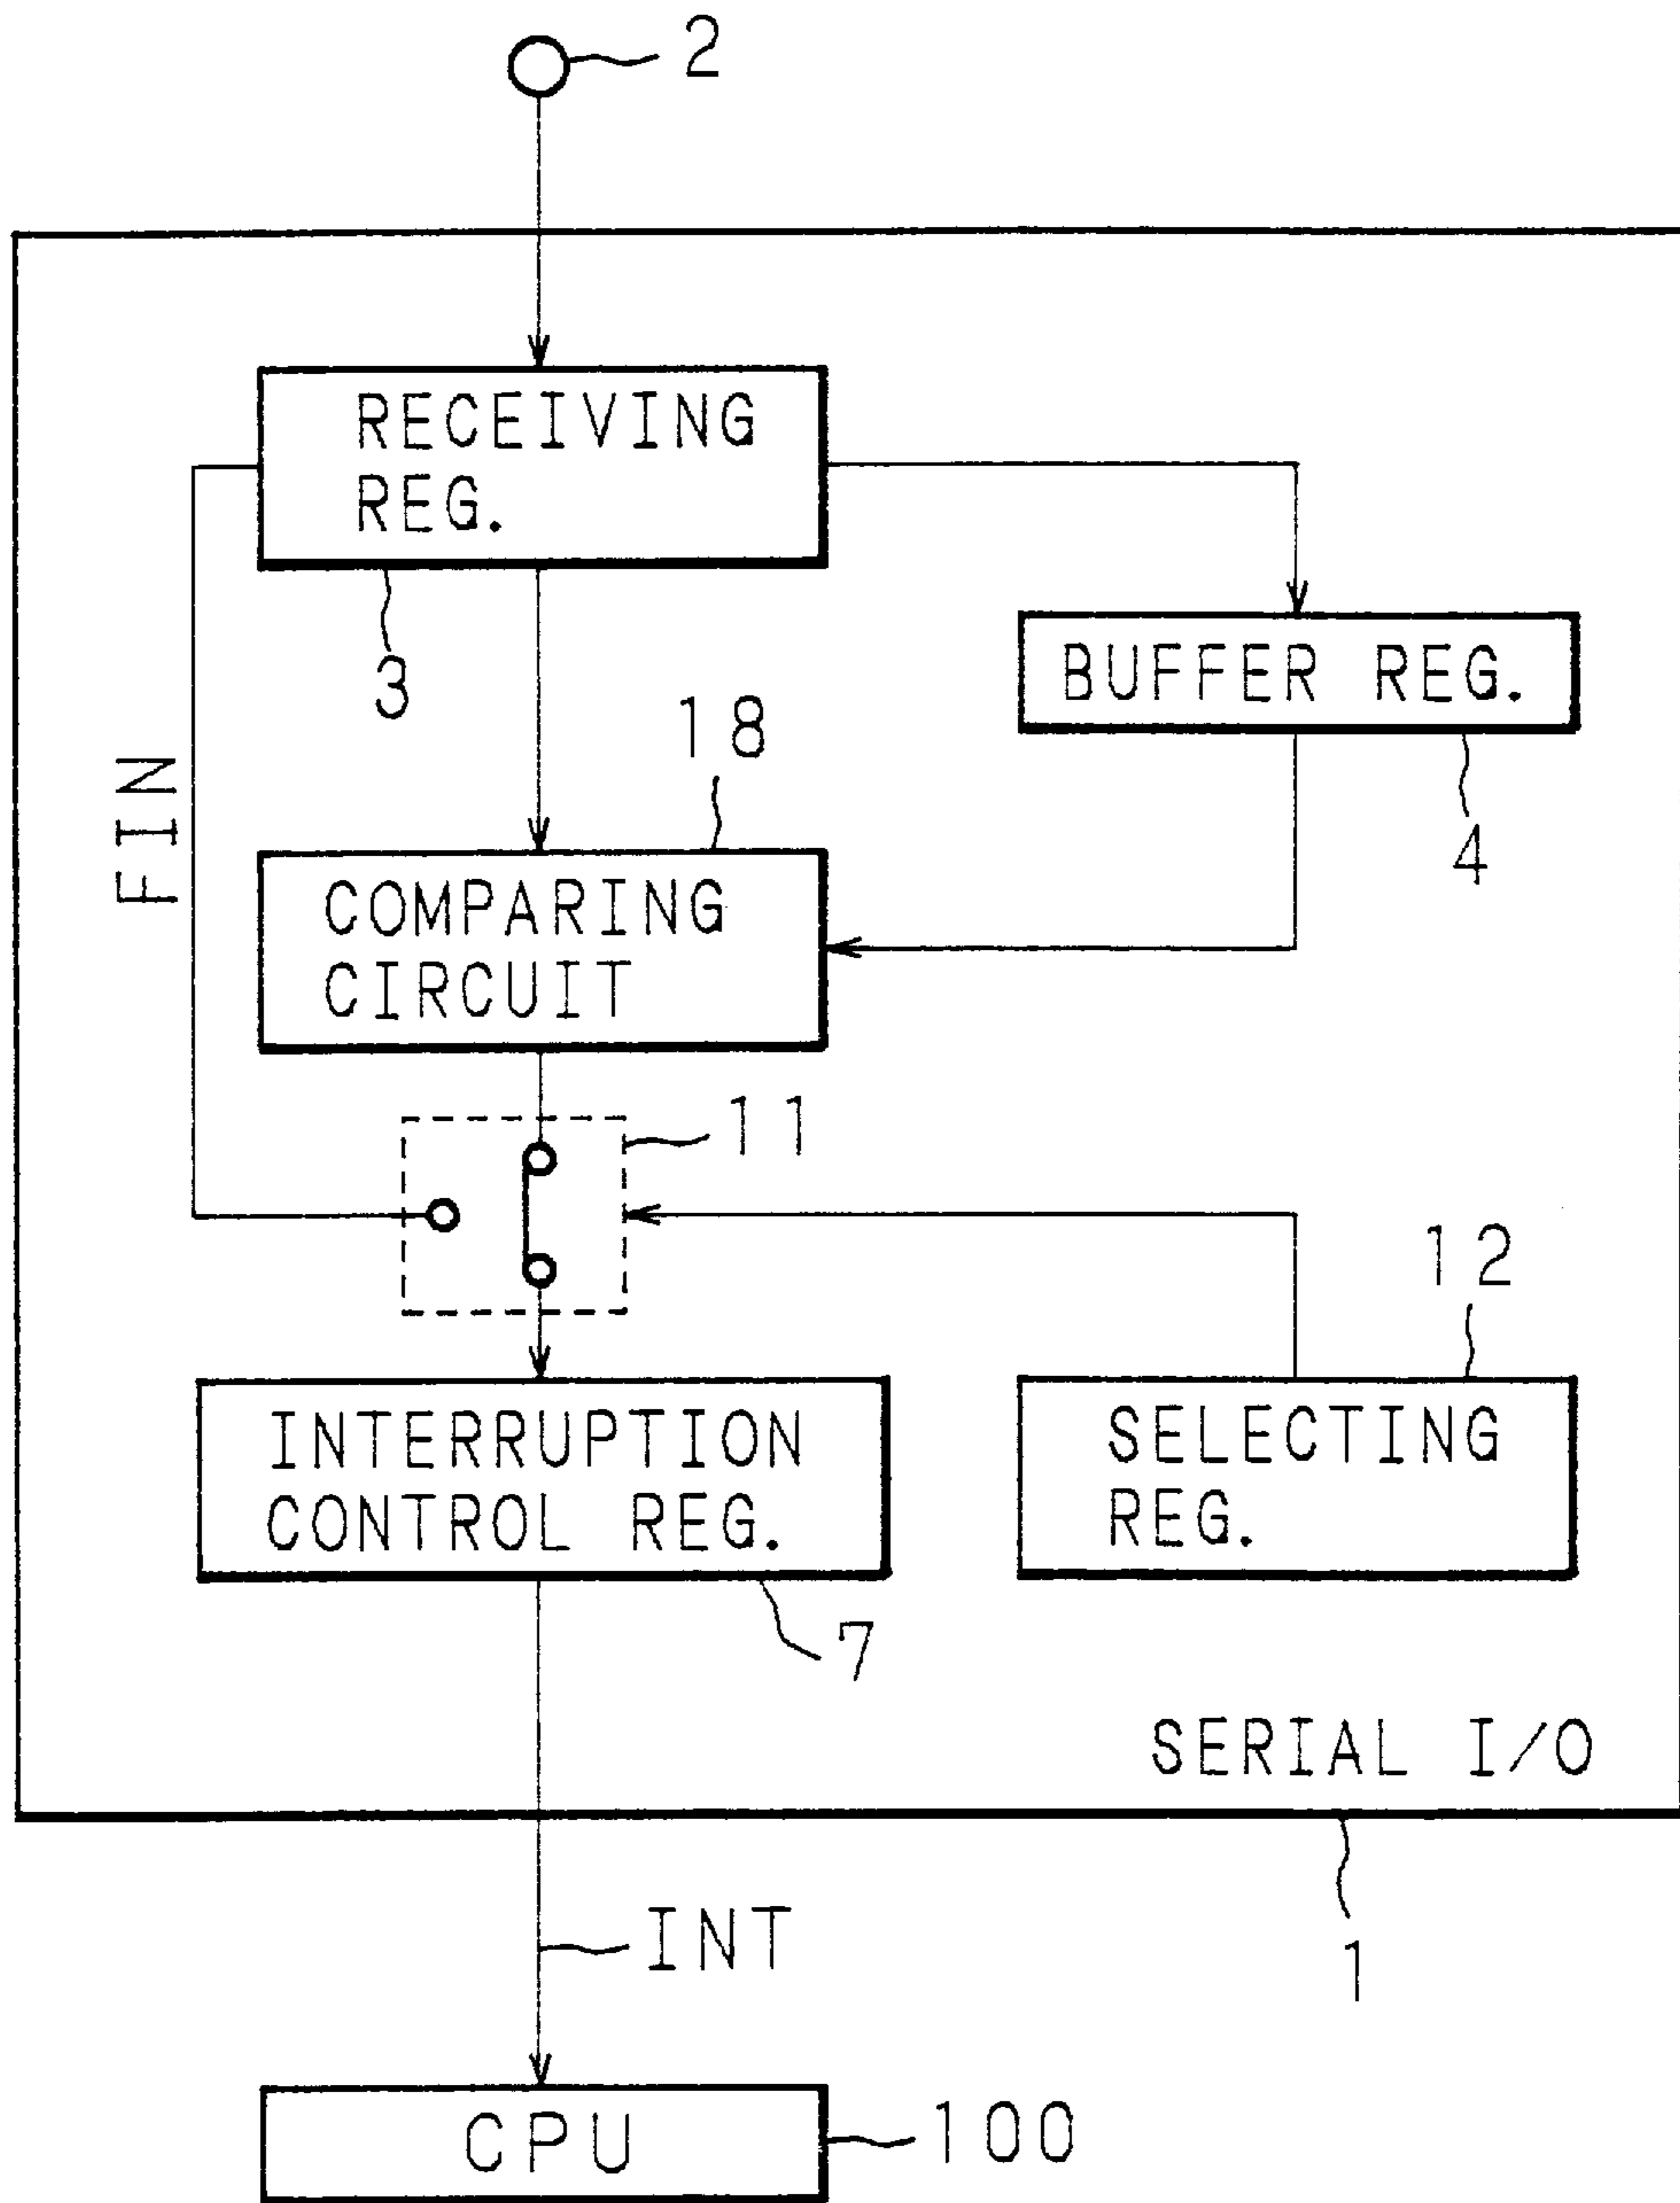 2
RECEIVING
REG.
3
BUFFER REG.
18
4
FIN
COMPARING
CIRCUIT
11
12
INTERRUPTION
CONTROL REG.
SELECTING
REG.
7
SERIAL I/O
1
INT
CPU
100